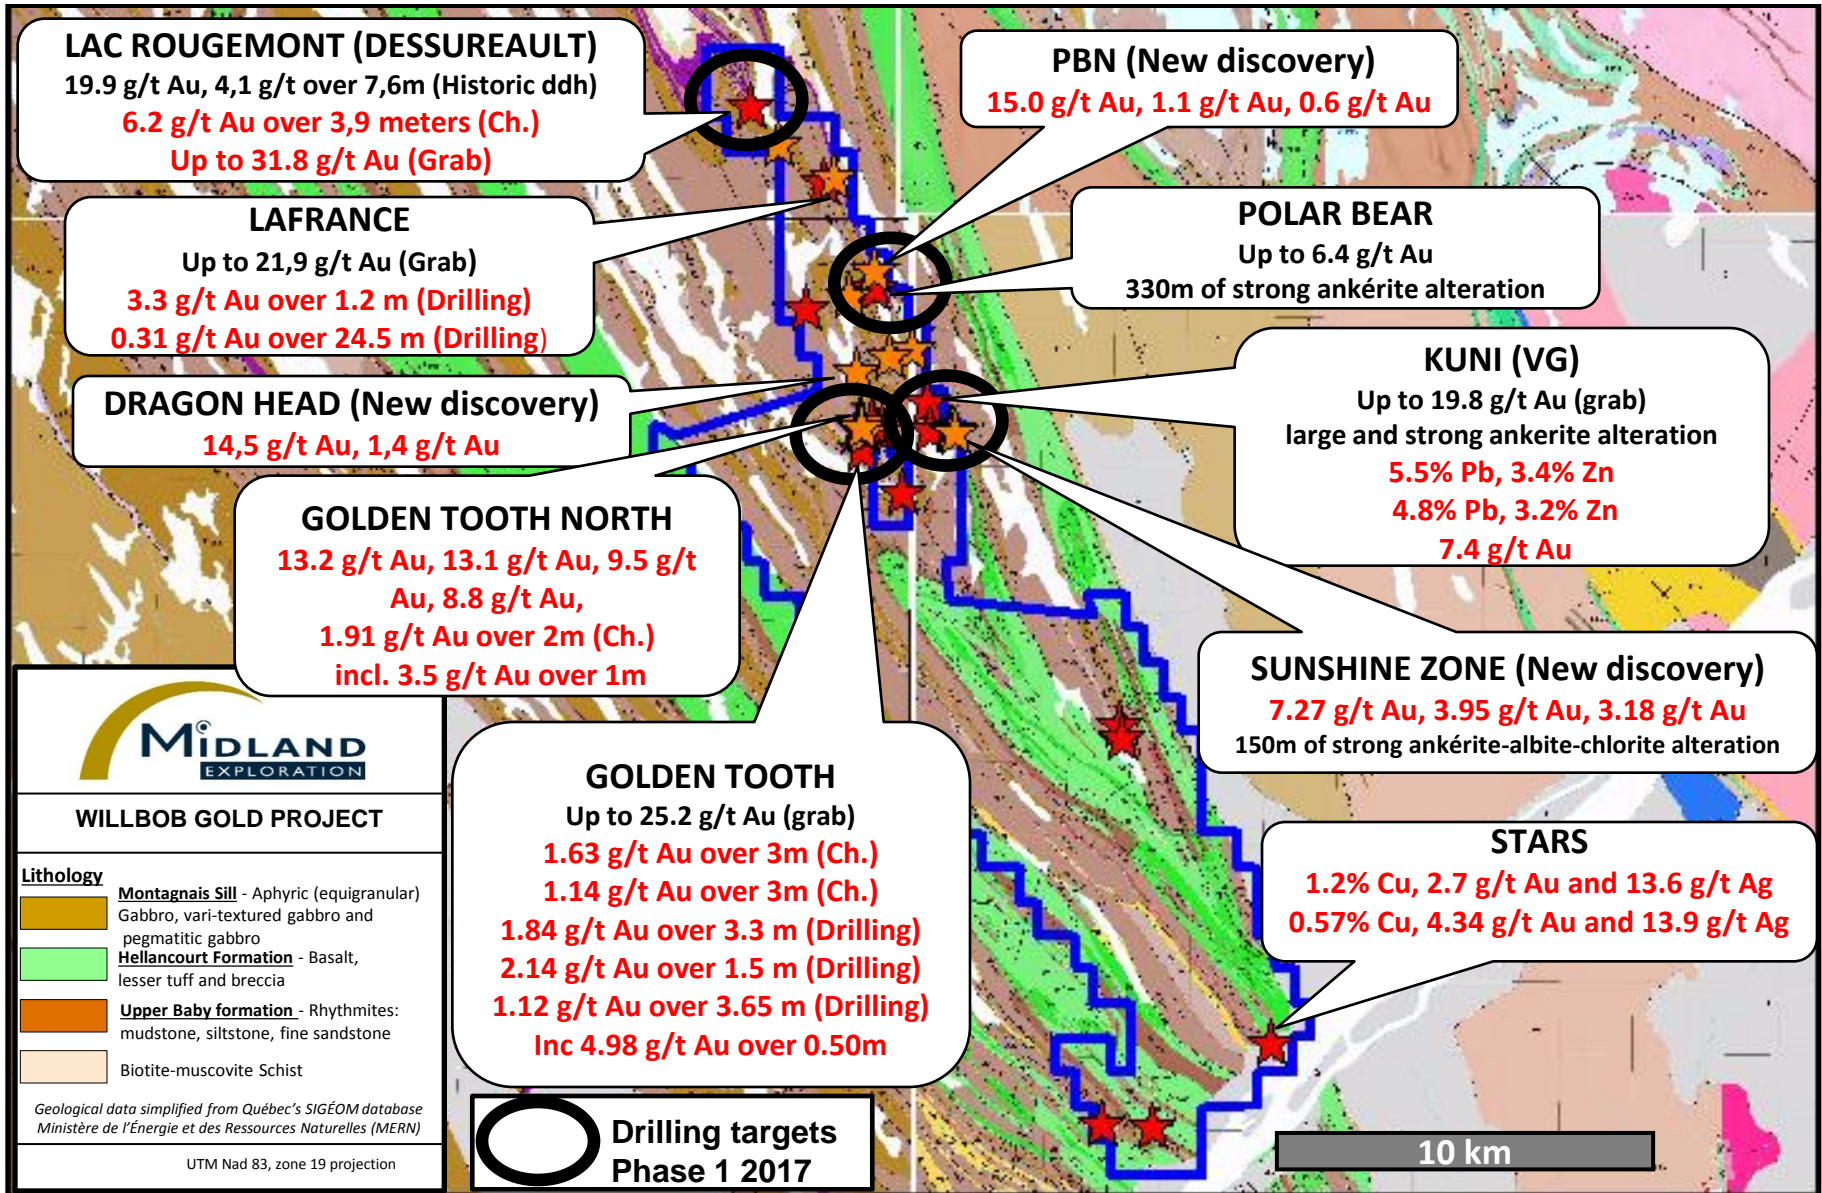 LAC ROUGEMONT (DESSUREAULT)
19.9 g/t Au, 4,1 g/t over 7,6m (Historic ddh)
6.2 g/t Au over 3,9 meters (Ch.)
Up to 31.8 g/t Au (Grab)
PBN (New discovery)
15.0 g/t Au, 1.1 g/t Au, 0.6 g/t Au
LAFRANCE
Up to 21,9 g/t Au (Grab)
3.3 g/t Au over 1.2 m (Drilling)
0.31 g/t Au over 24.5 m (Drilling)
POLAR BEAR
Up to 6.4 g/t Au
330m of strong ankérite alteration
DRAGON HEAD (New discovery)
14,5 g/t Au, 1,4 g/t Au
KUNI (VG)
Up to 19.8 g/t Au (grab)
large and strong ankerite alteration
5.5% Pb, 3.4% Zn
4.8% Pb, 3.2% Zn
7.4 g/t Au
GOLDEN TOOTH NORTH
13.2 g/t Au, 13.1 g/t Au, 9.5 g/t
Au, 8.8 g/t Au,
1.91 g/t Au over 2m (Ch.)
incl. 3.5 g/t Au over 1m
SUNSHINE ZONE (New discovery)
7.27 g/t Au, 3.95 g/t Au, 3.18 g/t Au
150m of strong ankérite-albite-chlorite alteration
GOLDEN TOOTH
Up to 25.2 g/t Au (grab)
1.63 g/t Au over 3m (Ch.)
1.14 g/t Au over 3m (Ch.)
1.84 g/t Au over 3.3 m (Drilling)
2.14 g/t Au over 1.5 m (Drilling)
1.12 g/t Au over 3.65 m (Drilling)
Inc 4.98 g/t Au over 0.50m
STARS
1.2% Cu, 2.7 g/t Au and 13.6 g/t Ag
0.57% Cu, 4.34 g/t Au and 13.9 g/t Ag
MIDLAND
EXPLORATION
WILLBOB GOLD PROJECT
Lithology
Montagnais Sill - Aphyric (equigranular)
Gabbro, vari-textured gabbro and
pegmatitic gabbro
Hellancourt Formation - Basalt,
lesser tuff and breccia
Upper Baby formation - Rhythmites:
mudstone, siltstone, fine sandstone
Biotite-muscovite Schist
Geological data simplified from Québec's SIGÉOM database
Ministère de l'Énergie et des Ressources Naturelles (MERN)
UTM Nad 83, zone 19 projection
Drilling targets
Phase 1 2017
10 km